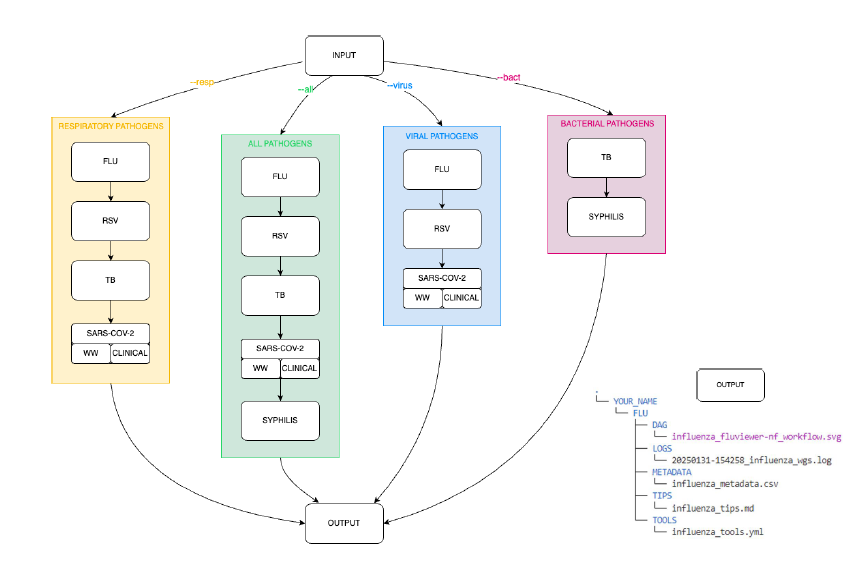 INPUT
--resp
--all
--virus
--bact
RESPIRATORY PATHOGENS
FLU
RSV
TB
SARS-COV-2
WW CLINICAL
ALL PATHOGENS
FLU
RSV
TB
SARS-COV-2
WW CLINICAL
SYPHILIS
VIRAL PATHOGENS
FLU
RSV
SARS-COV-2
WW CLINICAL
BACTERIAL PATHOGENS
TB
SYPHILIS
OUTPUT
OUTPUT
.
└── YOUR_NAME
└── FLU
├── DAG
└── influenza_fluviewer-nf_workflow.svg
├── LOGS
└── 20250131-154258_influenza_wgs.log
├── METADATA
└── influenza_metadata.csv
├── TIPS
└── influenza_tips.md
└── TOOLS
└── influenza_tools.yml